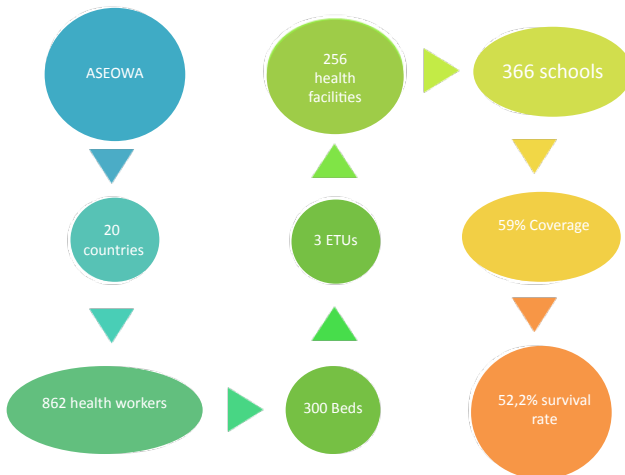 ASEOWA
20
countries
862 health workers
300 Beds
3 ETUs
256
health
facilities
366 schools
59% Coverage
52,2% survival
rate